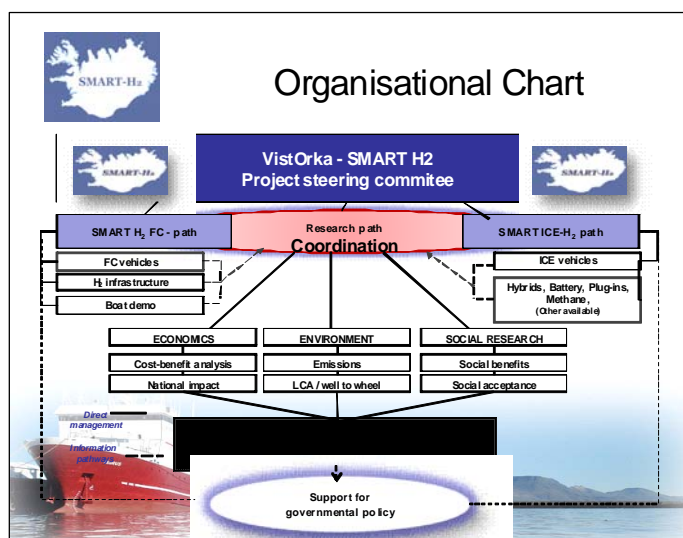 SMART-H₂
Organisational Chart
SMART-H₂
VistOrka - SMART H2
Project steering commitee
SMART-H₂
SMART H₂ FC - path
Research path
Coordination
SMART ICE-H₂ path
FC vehicles
H₂ infrastructure
Boat demo
ICE vehicles
Hybrids, Battery, Plug-ins,
Methane,
(Other available)
ECONOMICS
Cost-benefit analysis
National impact
ENVIRONMENT
Emissions
LCA / well to wheel
SOCIAL RESEARCH
Social benefits
Social acceptance
Direct
management
Information
pathways
Support for
governmental policy